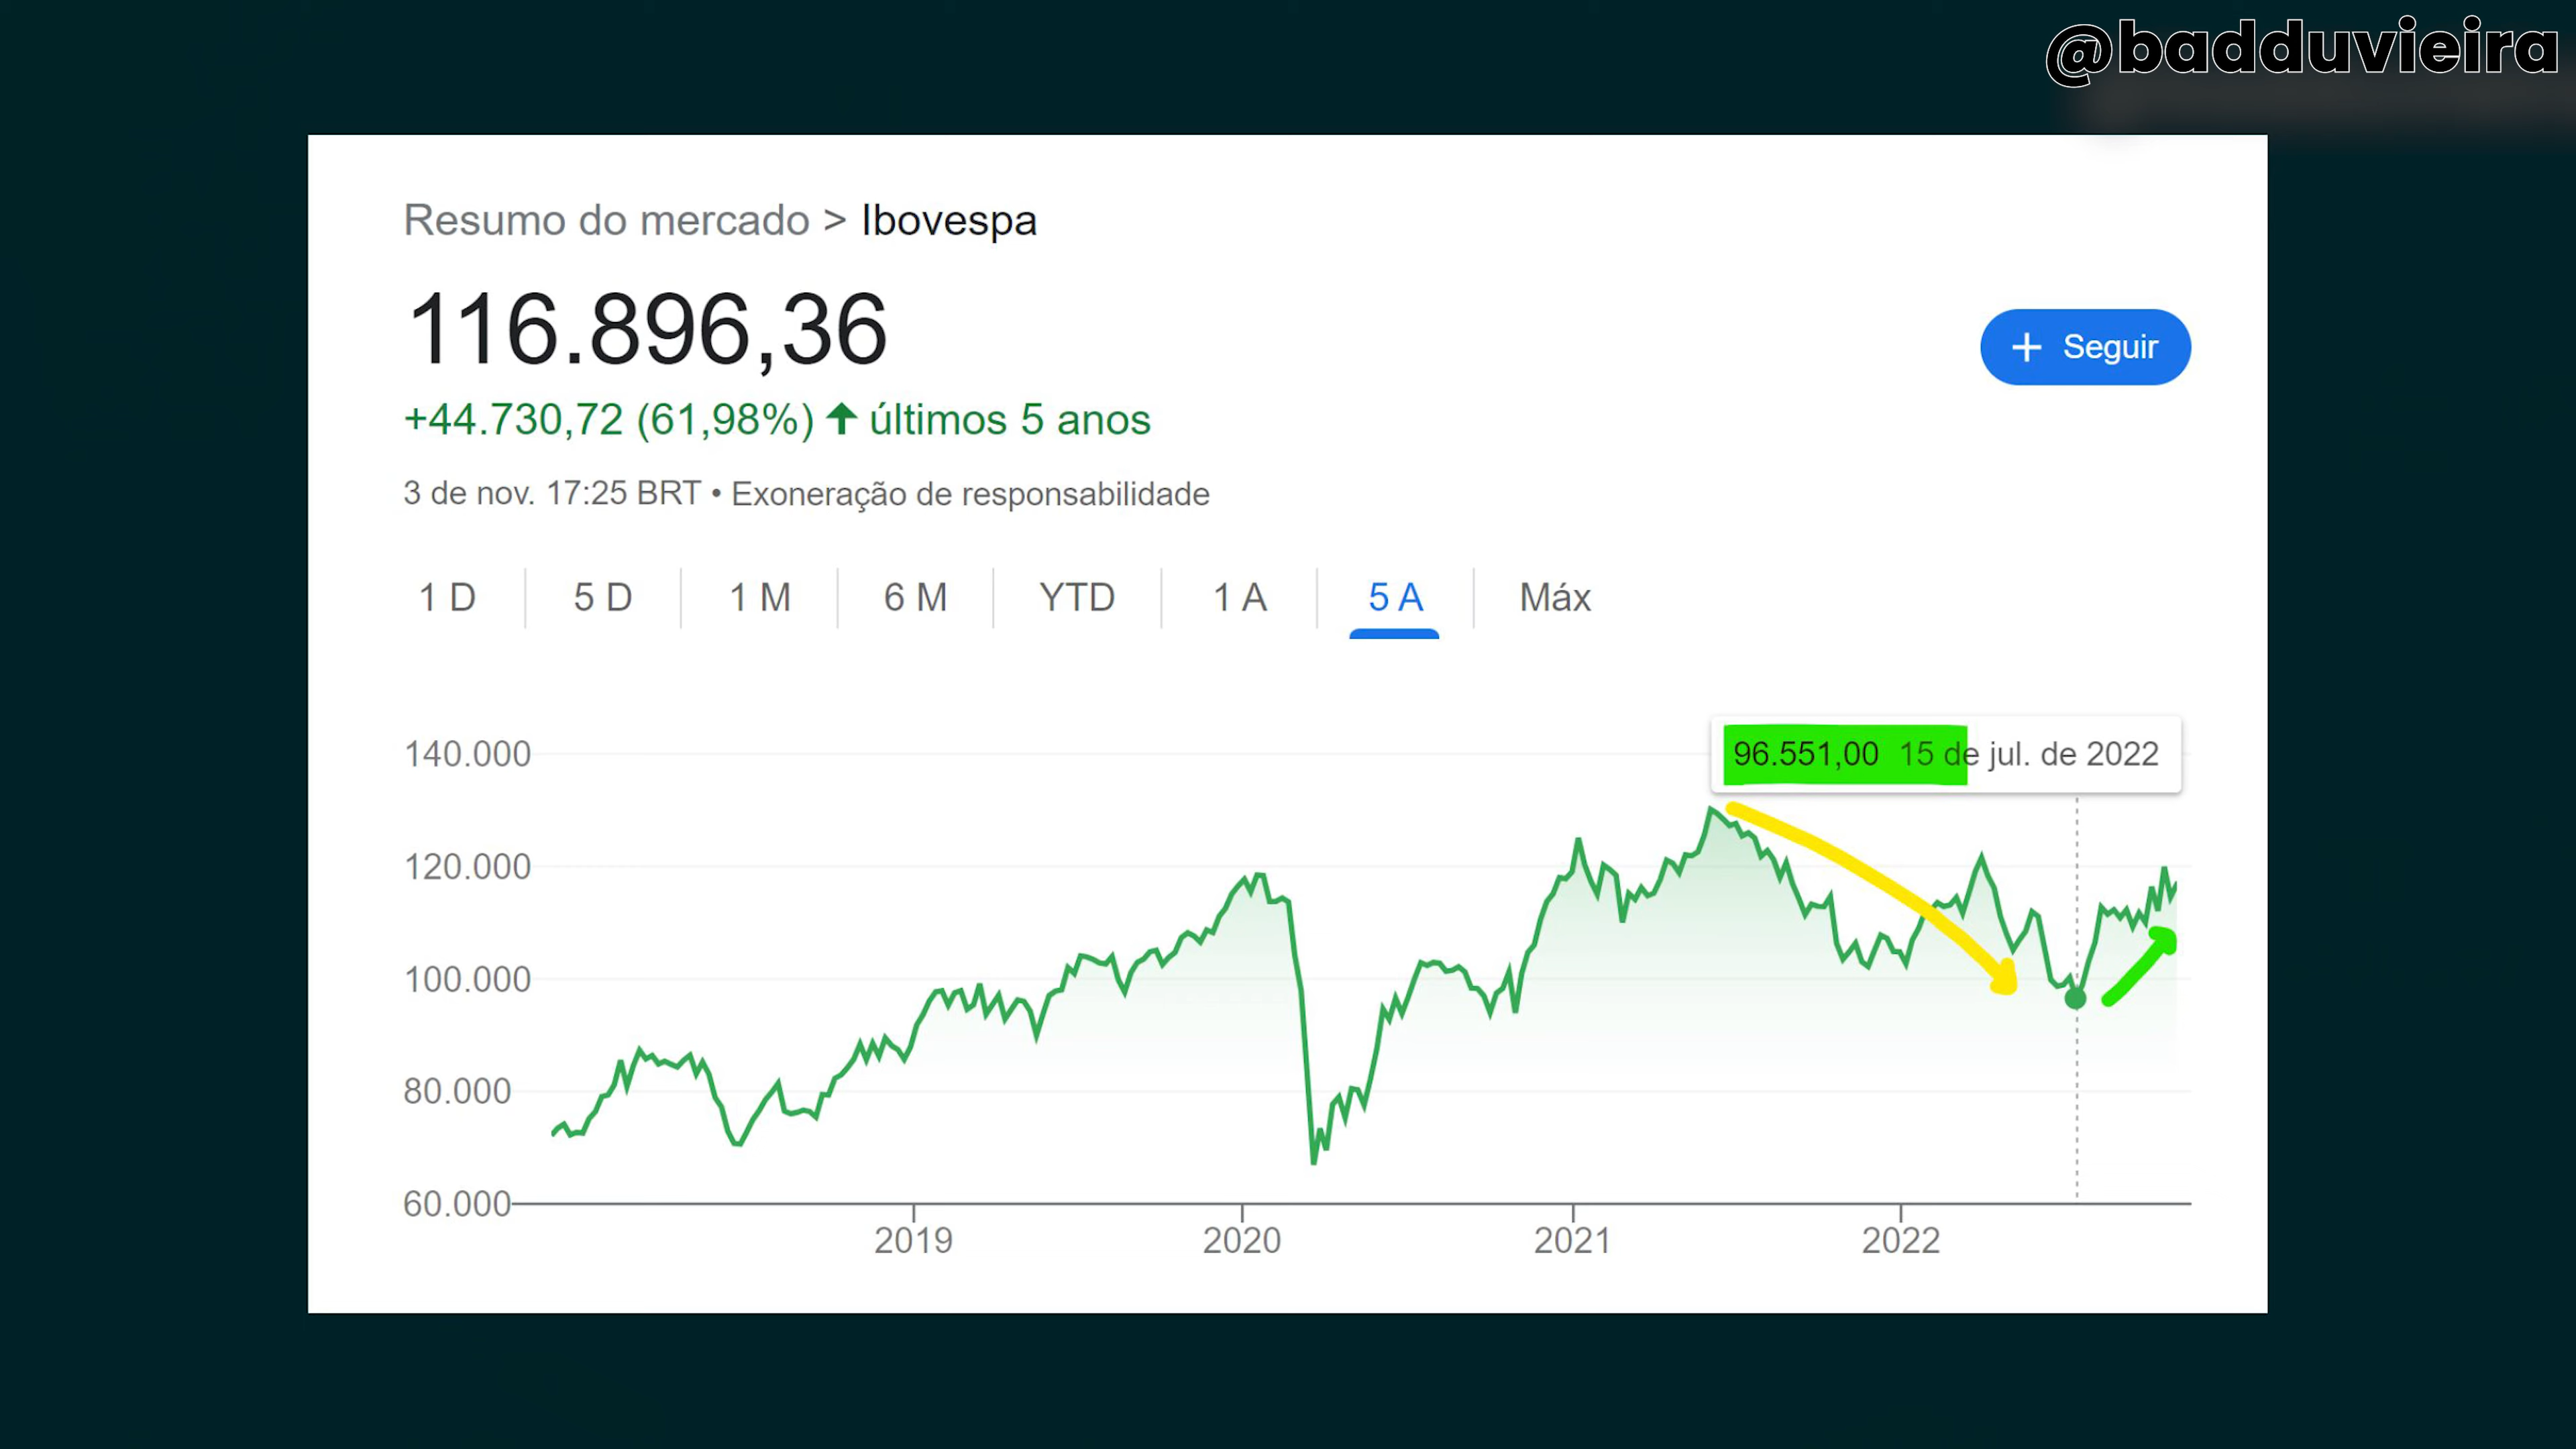 @badduvieira
Resumo do mercado > Ibovespa
116.896,36
+ Seguir
+44.730,72 (61,98%) ↑ últimos 5 anos
3 de nov. 17:25 BRT • Exoneração de responsabilidade
1 D 5 D 1 M 6 M YTD 1 A 5 A Máx
96.551,00 15 de jul. de 2022
140.000
120.000
100.000
80.000
60.000
2019 2020 2021 2022